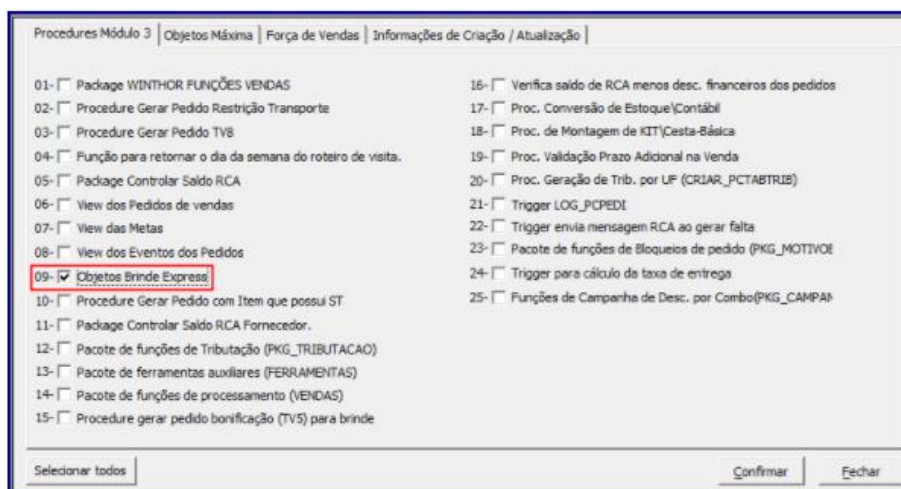 Procedures Módulo 3 | Objetos Máxima | Força de Vendas | Informações de Criação / Atualização
01- Package WINTHOR FUNÇÕES VENDAS
02- Procedure Gerar Pedido Restrição Transporte
03- Procedure Gerar Pedido TV8
04- Função para retornar o dia da semana do roteiro de visita.
05- Package Controlar Saldo RCA
06- View dos Pedidos de vendas
07- View das Metas
08- View dos Eventos dos Pedidos
09- Objetos Brinde Express
10- Procedure Gerar Pedido com Item que possui ST
11- Package Controlar Saldo RCA Fornecedor.
12- Pacote de funções de Tributação (PKG_TRIBUTACAO)
13- Pacote de ferramentas auxiliares (FERRAMENTAS)
14- Pacote de funções de processamento (VENDAS)
15- Procedure gerar pedido bonificação (TV5) para brinde
16- Verifica saldo de RCA menos desc. financeiros dos pedidos
17- Proc. Conversão de Estoque\Contábil
18- Proc. de Montagem de KIT\Cesta-Básica
19- Proc. Validação Prazo Adicional na Venda
20- Proc. Geração de Trib. por UF (CRIAR_PCTABTRIB)
21- Trigger LOG_PCPEDI
22- Trigger envia mensagem RCA ao gerar falta
23- Pacote de funções de Bloqueios de pedido (PKG_MOTIVOE
24- Trigger para cálculo da taxa de entrega
25- Funções de Campanha de Desc. por Combo(PKG_CAMPAN
Selecionar todos
Confirmar
Fechar